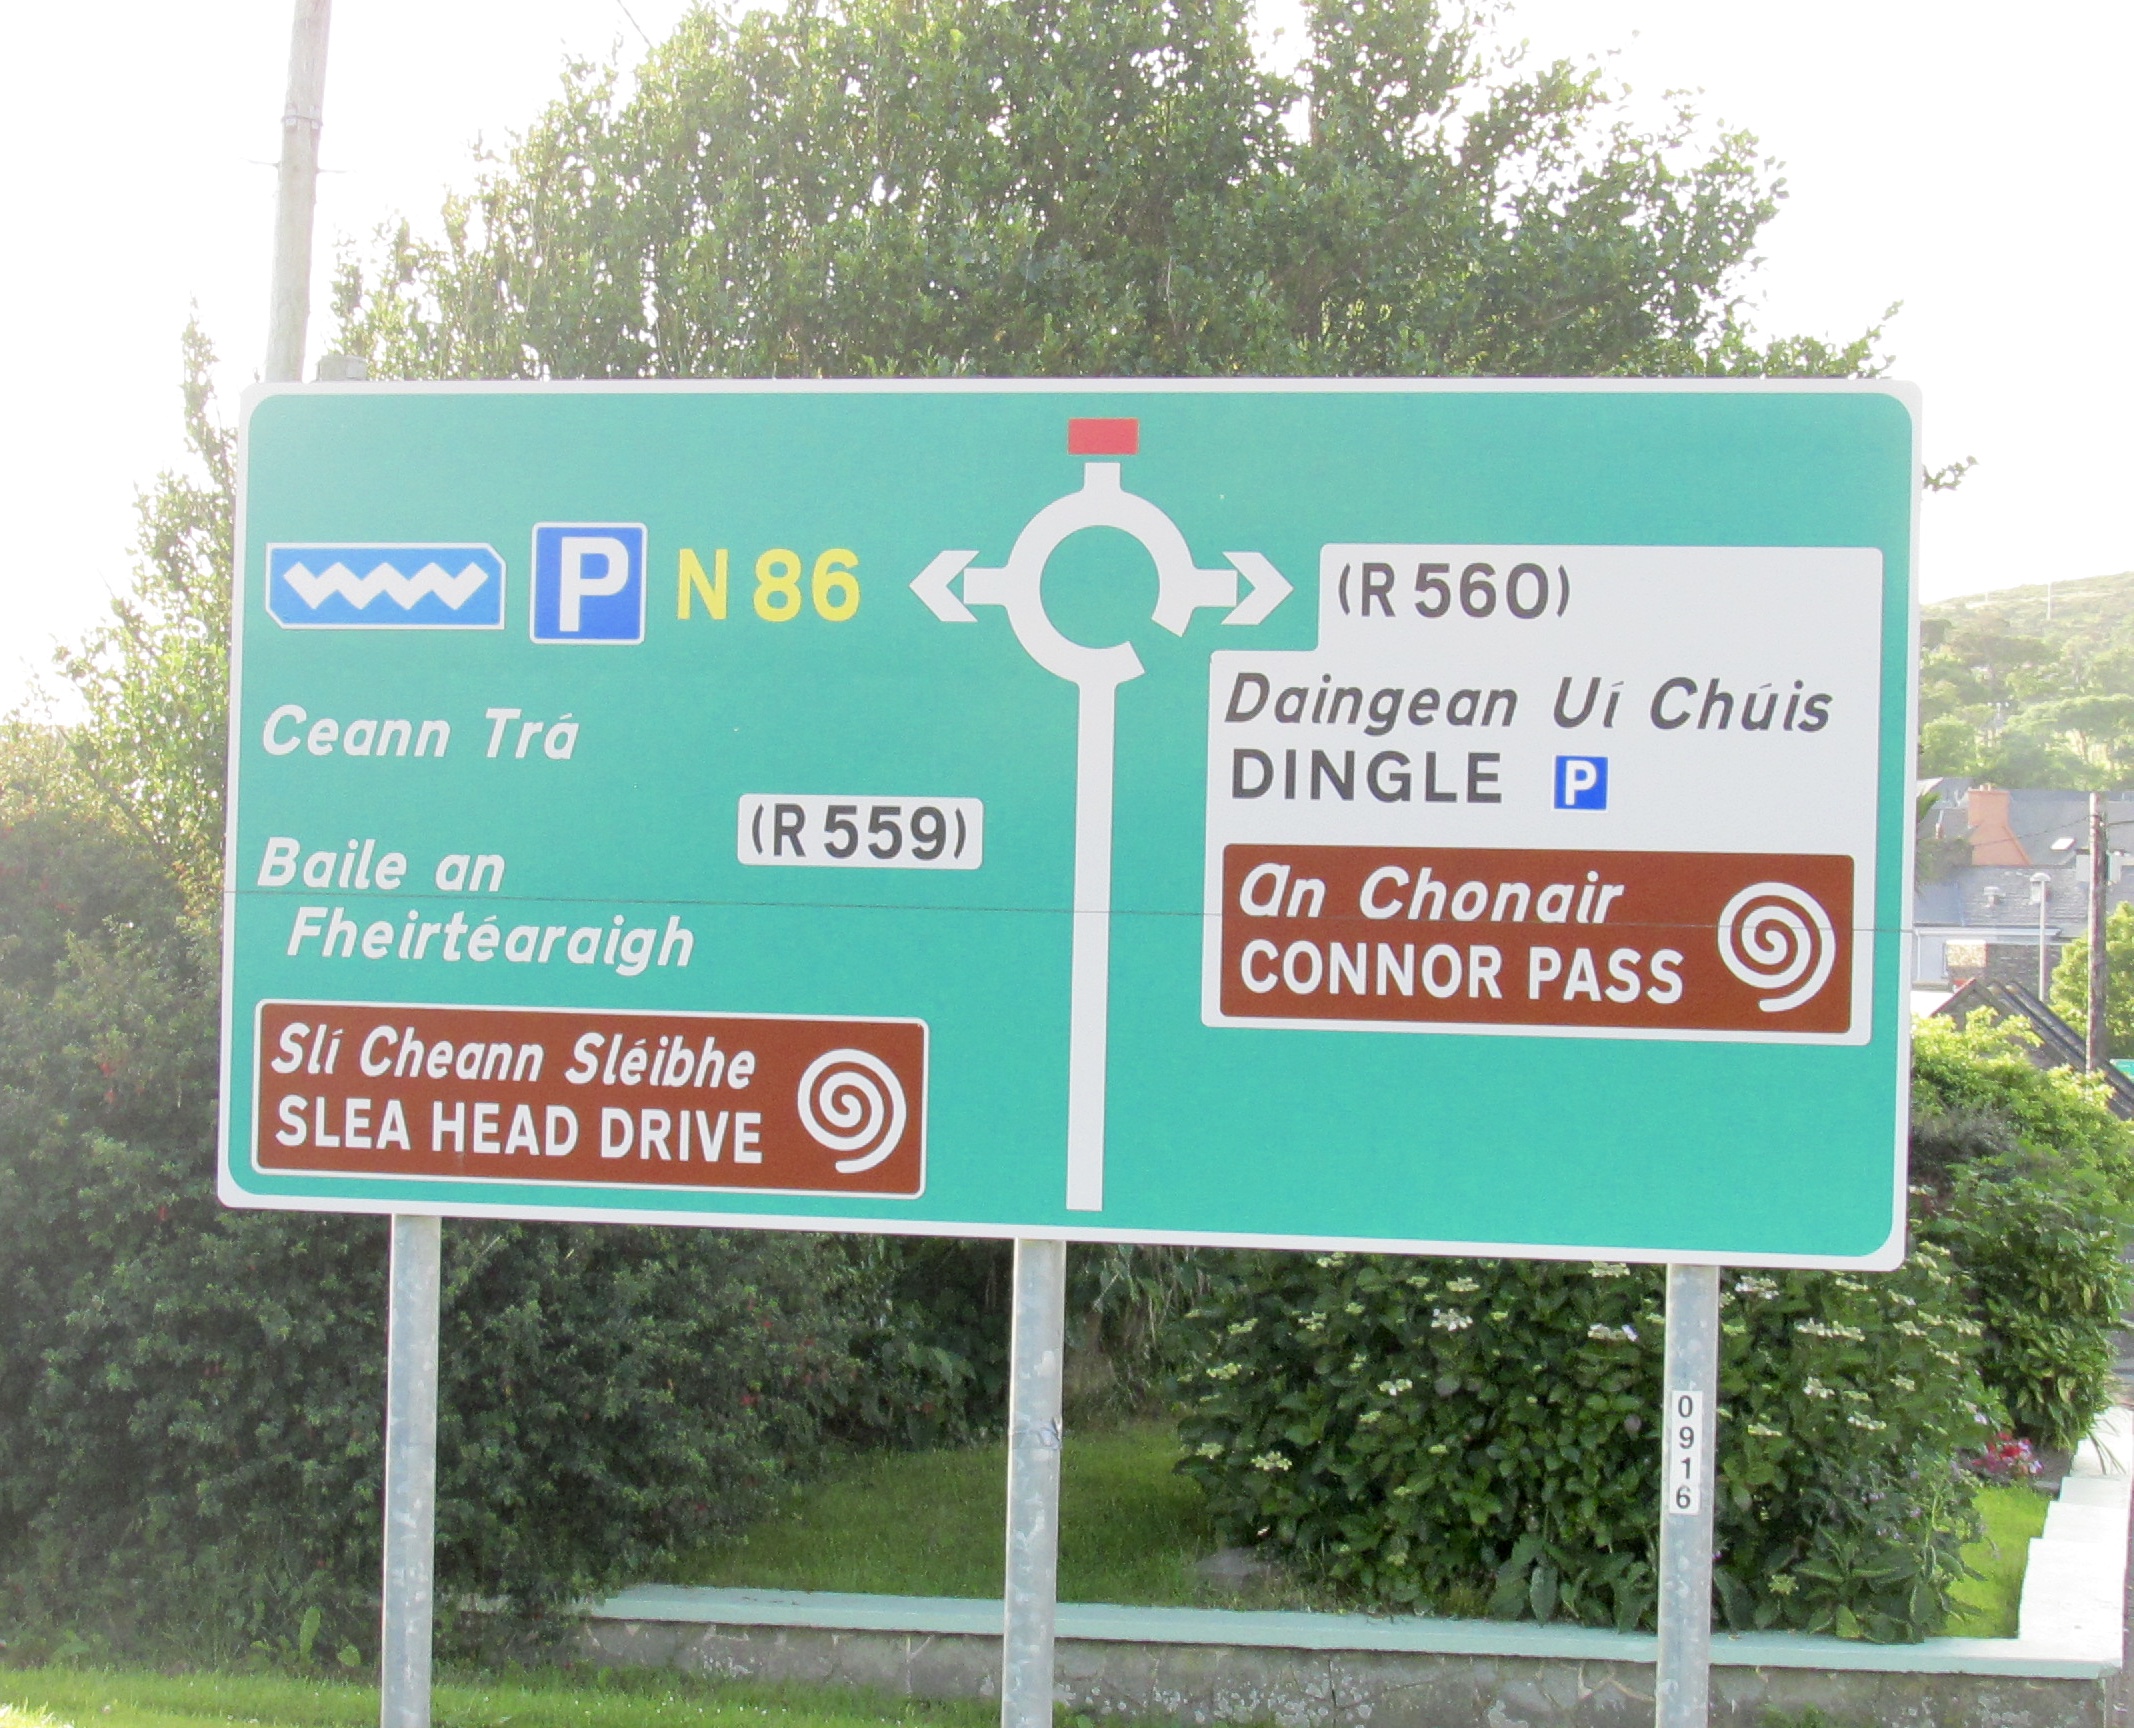 P N 86
Ceann Trá
(R 559)
Baile an
Fheirtéaraigh
Slí Cheann Sléibhe
SLEA HEAD DRIVE
(R 560)
Daingean Uí Chúis
DINGLE P
An Chonair
CONNOR PASS
0916